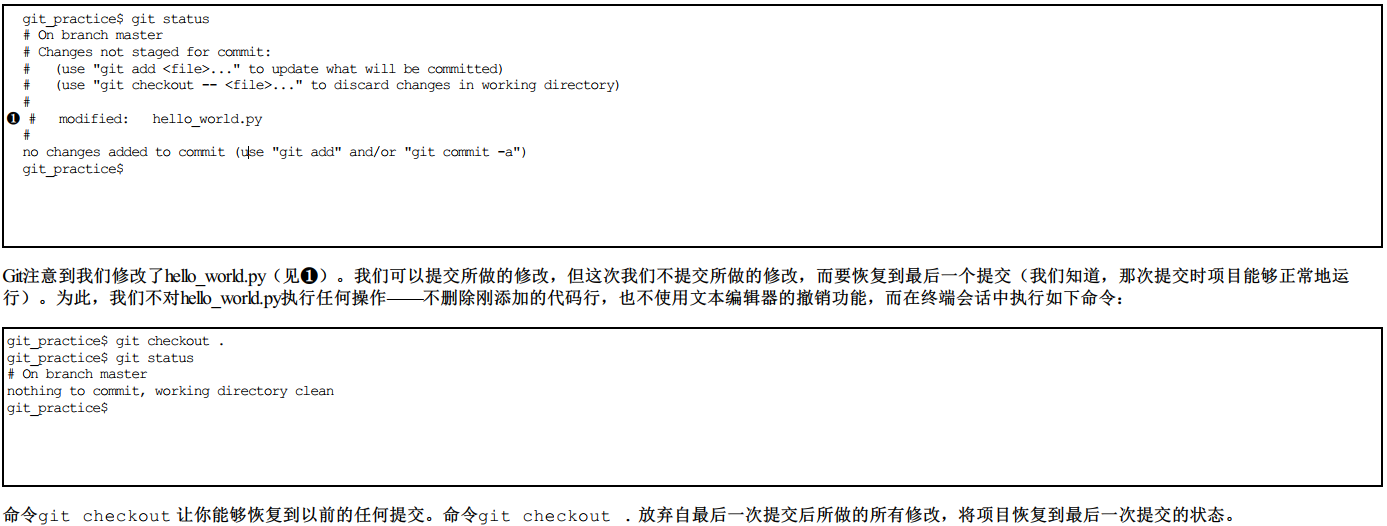 git_practice$ git status
# On branch master
# Changes not staged for commit:
#   (use "git add <file>..." to update what will be committed)
#   (use "git checkout -- <file>..." to discard changes in working directory)
#
❶ #   modified:   hello_world.py
#
no changes added to commit (use "git add" and/or "git commit -a")
git_practice$
Git注意到我们修改了hello_world.py（见❶）。我们可以提交所做的修改，但这次我们不提交所做的修改，而要恢复到最后一个提交（我们知道，那次提交时项目能够正常地运
行）。为此，我们不对hello_world.py执行任何操作——不删除刚添加的代码行，也不使用文本编辑器的撤销功能，而在终端会话中执行如下命令：
git_practice$ git checkout .
git_practice$ git status
# On branch master
nothing to commit, working directory clean
git_practice$
命令git checkout 让你能够恢复到以前的任何提交。命令git checkout . 放弃自最后一次提交后所做的所有修改，将项目恢复到最后一次提交的状态。